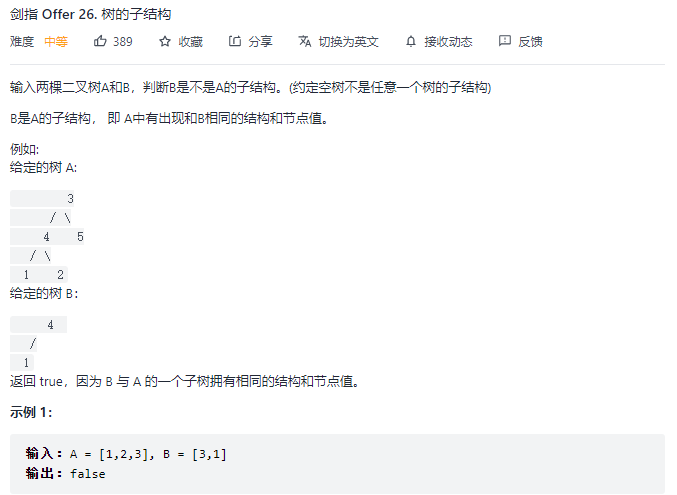 剑指 Offer 26. 树的子结构
难度 中等 389 收藏 分享 切换为英文 接收动态 反馈
输入两棵二叉树A和B，判断B是不是A的子结构。(约定空树不是任意一个树的子结构)
B是A的子结构， 即 A中有出现和B相同的结构和节点值。
例如:
给定的树 A:
3
/ \
4 5
/ \
1 2
给定的树 B：
4
/
1
返回 true，因为 B 与 A 的一个子树拥有相同的结构和节点值。
示例 1：
输入：A = [1,2,3], B = [3,1]
输出：false